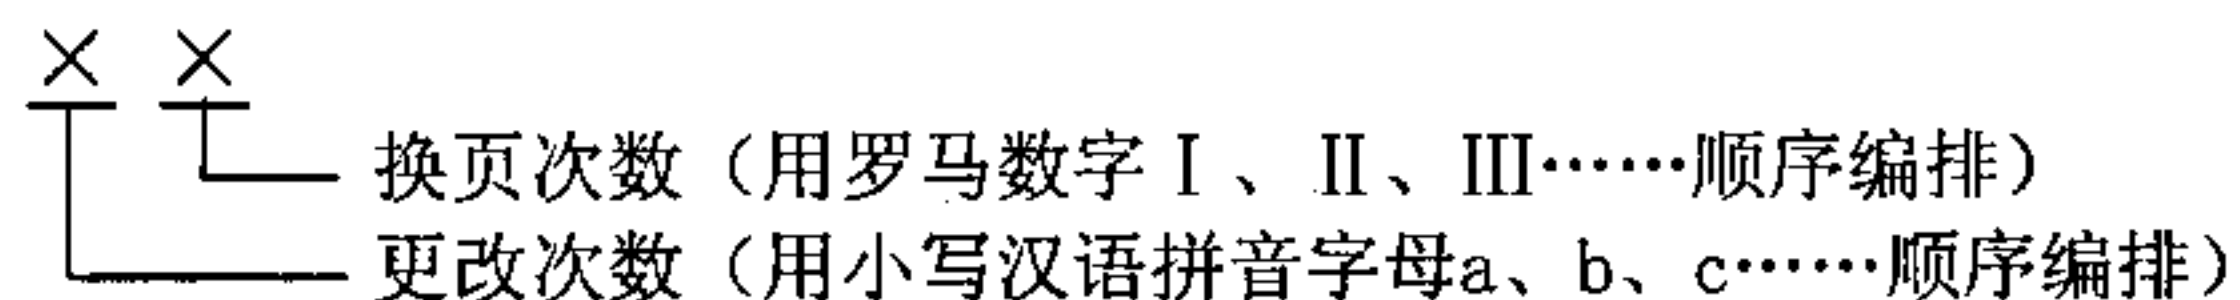 × ×
换页次数（用罗马数字Ⅰ、Ⅱ、Ⅲ……顺序编排）
更改次数（用小写汉语拼音字母a、b、c……顺序编排）